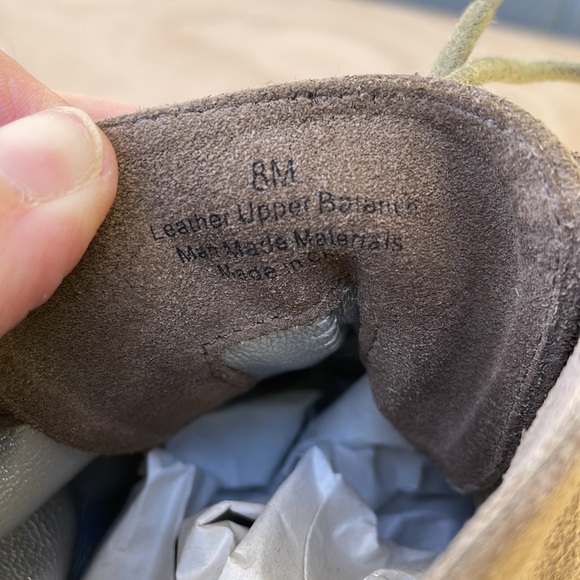 8M
Leather Upper Balance
Man Made Materials
Made in